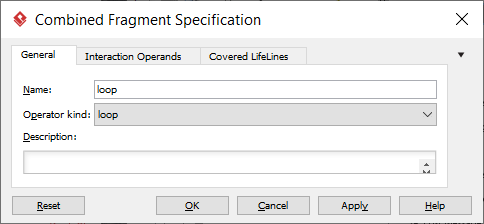 Combined Fragment Specification
General Interaction Operands Covered LifeLines
Name: loop
Operator kind: loop
Description:
Reset OK Cancel Apply Help